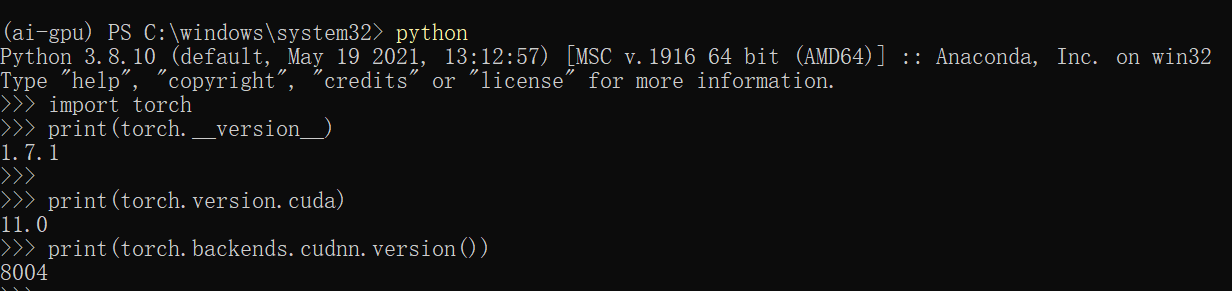 (ai-gpu) PS C:\windows\system32> python
Python 3.8.10 (default, May 19 2021, 13:12:57) [MSC v.1916 64 bit (AMD64)] :: Anaconda, Inc. on win32
Type "help", "copyright", "credits" or "license" for more information.
>>> import torch
>>> print(torch.__version__)
1.7.1
>>>
>>> print(torch.version.cuda)
11.0
>>> print(torch.backends.cudnn.version())
8004
>>>